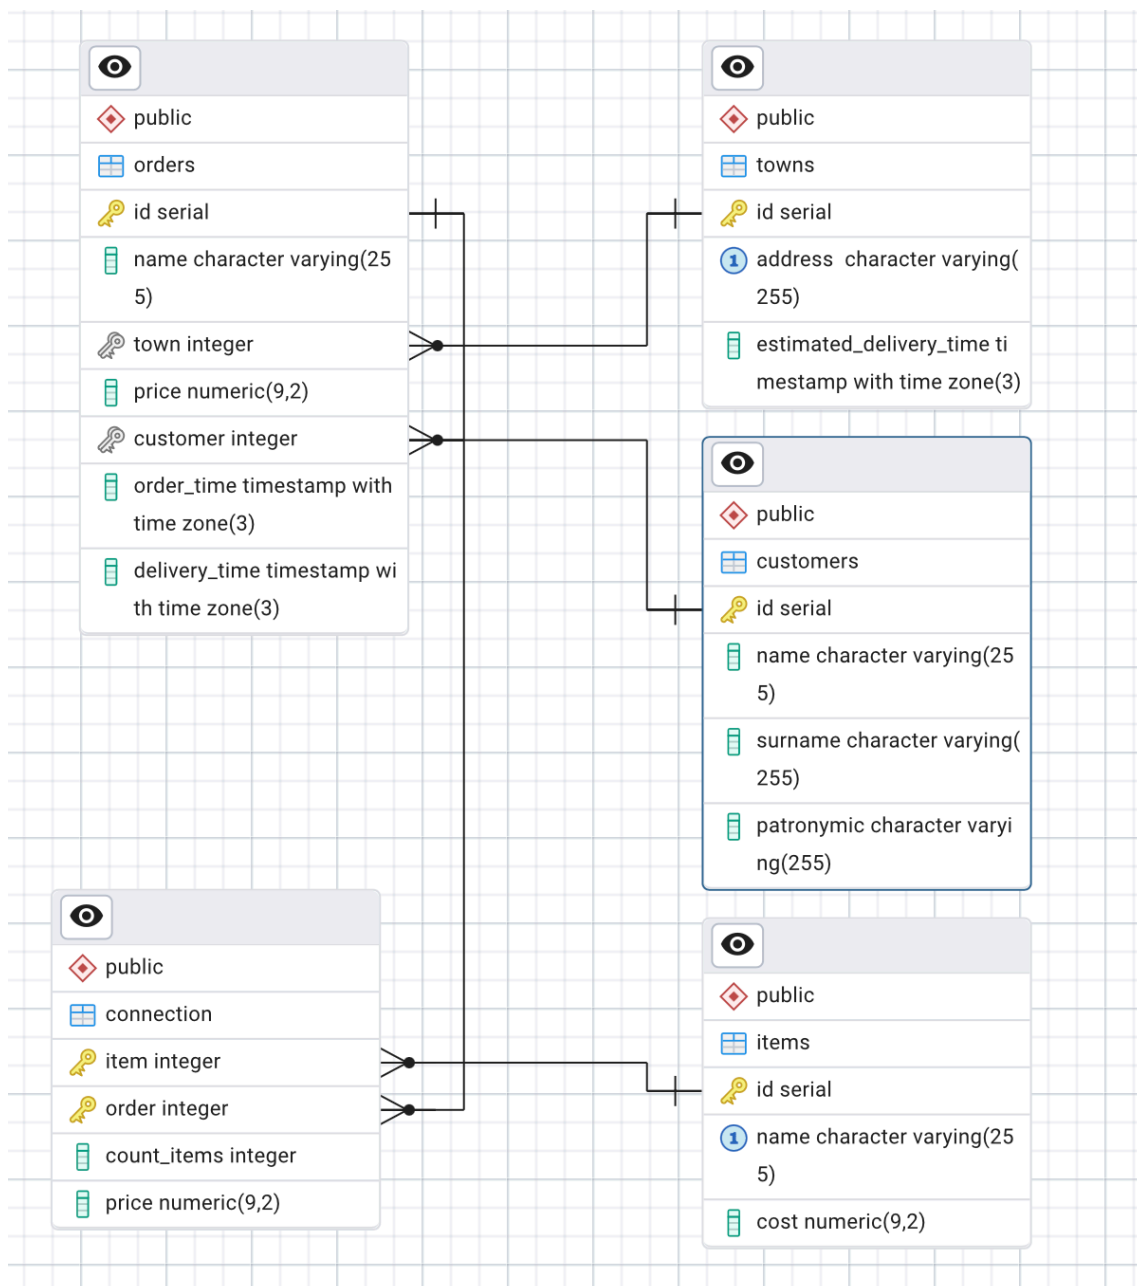 public
orders
id serial
name character varying(25
5)
town integer
price numeric(9,2)
customer integer
order_time timestamp with
time zone(3)
delivery_time timestamp wi
th time zone(3)
public
towns
id serial
1 address  character varying(
255)
estimated_delivery_time ti
mestamp with time zone(3)
public
customers
id serial
name character varying(25
5)
surname character varying(
255)
patronymic character varyi
ng(255)
public
connection
item integer
order integer
count_items integer
price numeric(9,2)
public
items
id serial
1 name character varying(25
5)
cost numeric(9,2)